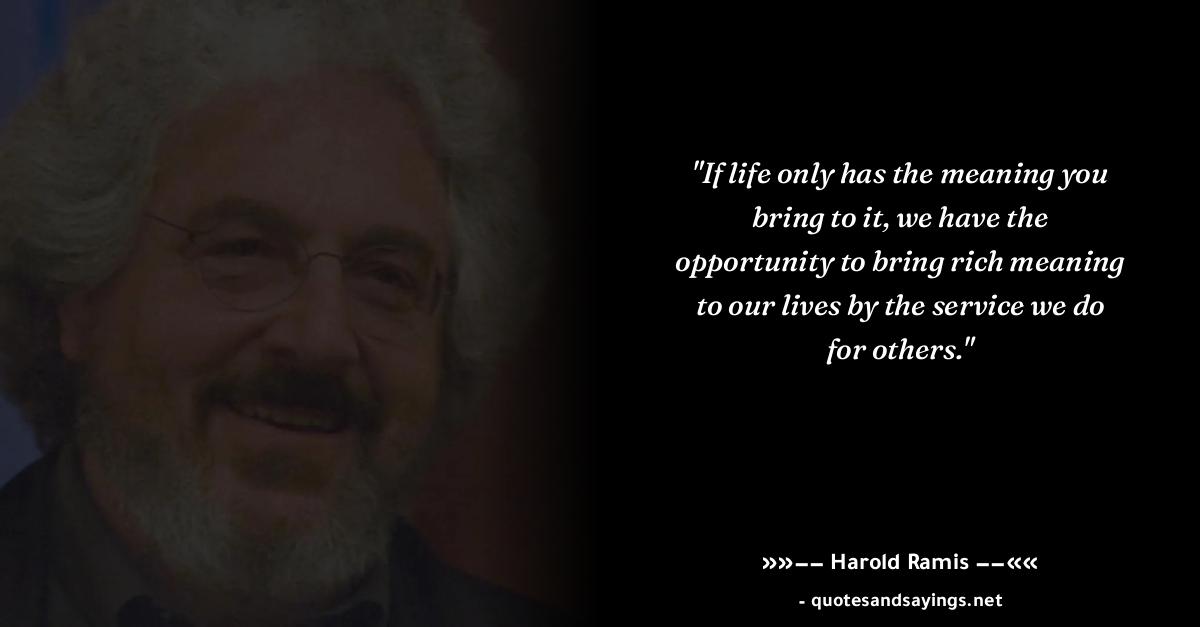 "If life only has the meaning you
bring to it, we have the
opportunity to bring rich meaning
to our lives by the service we do
for others."
»»−− Harold Ramis −−««
- quotesandsayings.net